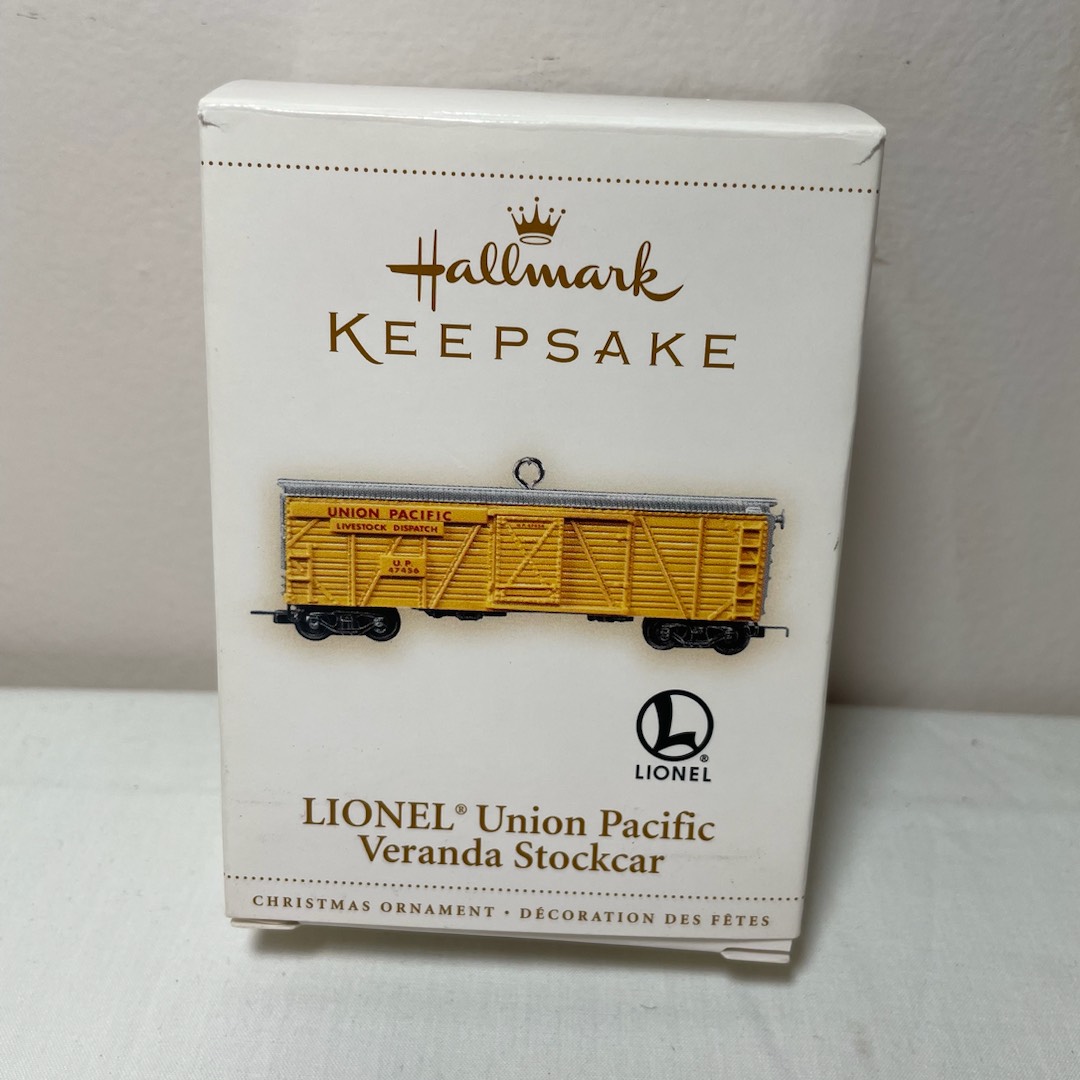 Hallmark
KEEPSAKE
UNION PACIFIC
LIVESTOCK DISPATCH
U.P.
47456
L
®
LIONEL
LIONEL® Union Pacific
Veranda Stockcar
CHRISTMAS ORNAMENT • DÉCORATION DES FÊTES